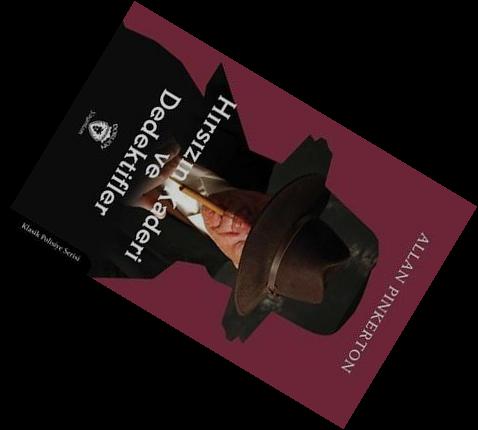 ALLAN PINKERTON
Hırsızın Kaderi
ve
Dedektifler
Klasik Polisiye Serisi